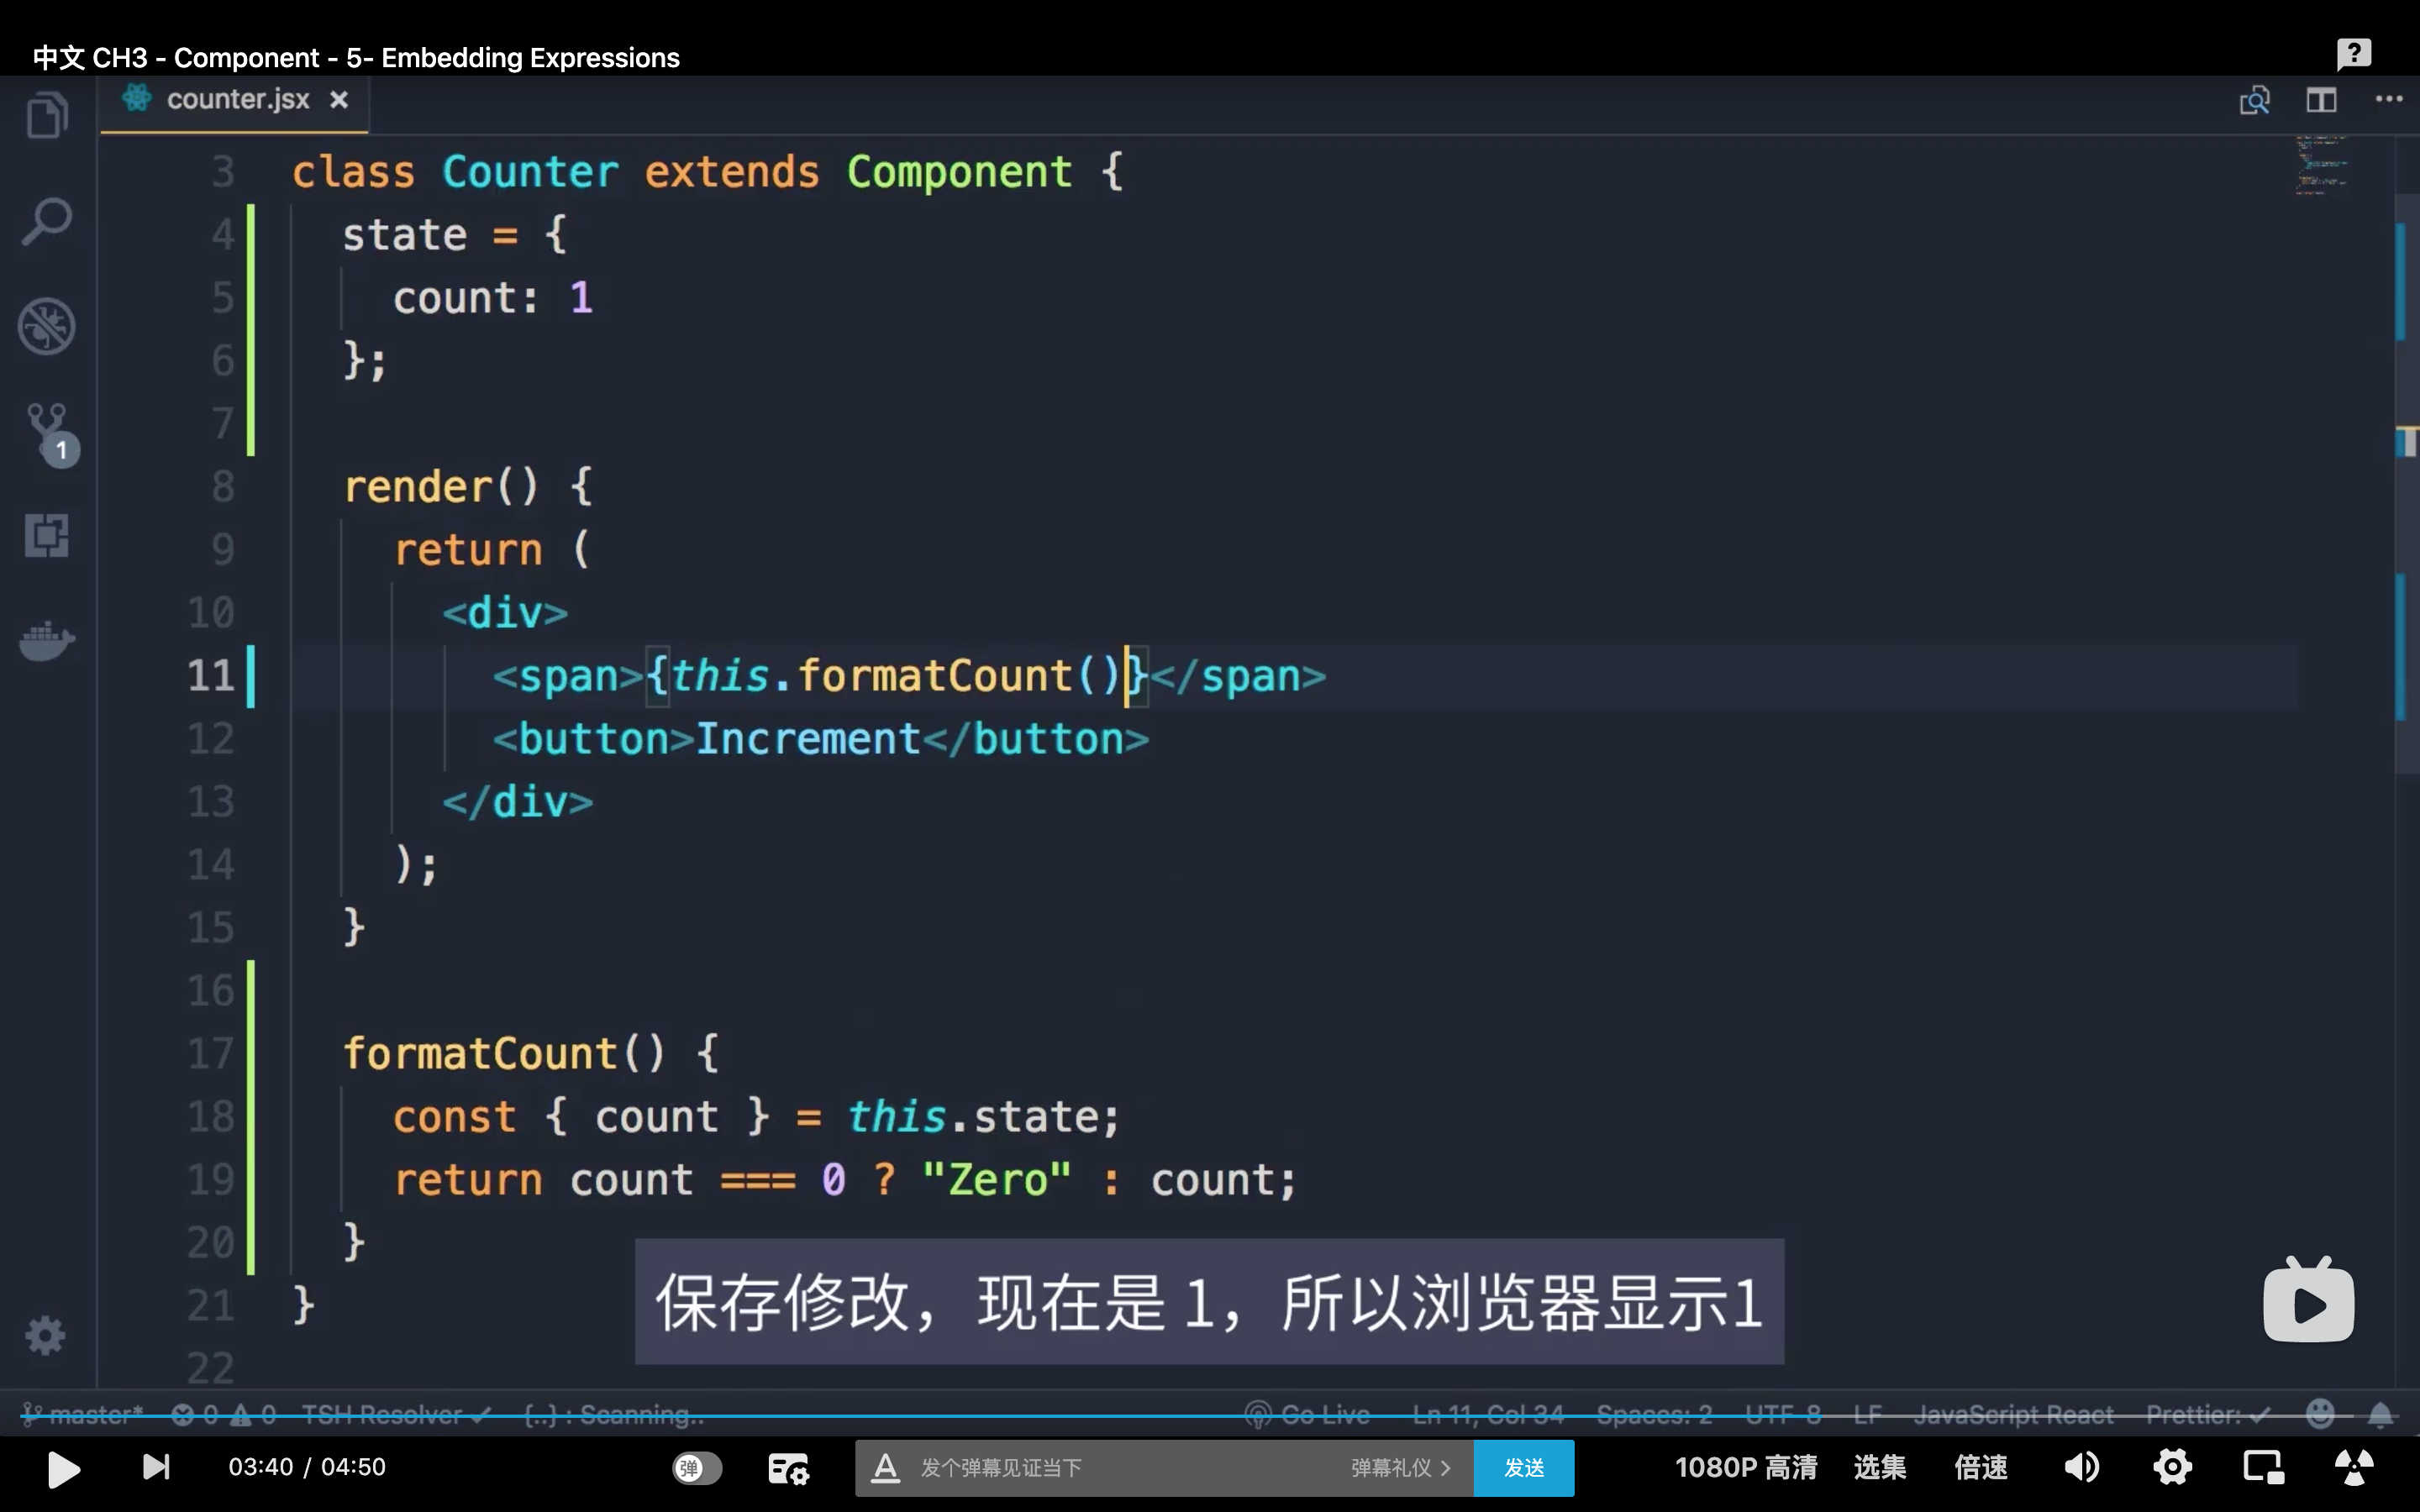 中文 CH3 - Component - 5- Embedding Expressions
counter.jsx
3 class Counter extends Component {
4 state = {
5 count: 1
6 };
7
8 render() {
9 return (
10 <div>
11 <span>{this.formatCount()}</span>
12 <button>Increment</button>
13 </div>
14 );
15 }
16
17 formatCount() {
18 const { count } = this.state;
19 return count === 0 ? "Zero" : count;
20 }
21 }
22
1
保存修改，现在是 1，所以浏览器显示1
master* 0 0 TSH Resolver ✓ {..} : Scanning.. Go Live Ln 11, Col 34 Spaces: 2 UTF-8 LF JavaScript React Prettier: ✓
03:40 / 04:50 弹 发个弹幕见证当下 弹幕礼仪 > 发送 1080P 高清 选集 倍速